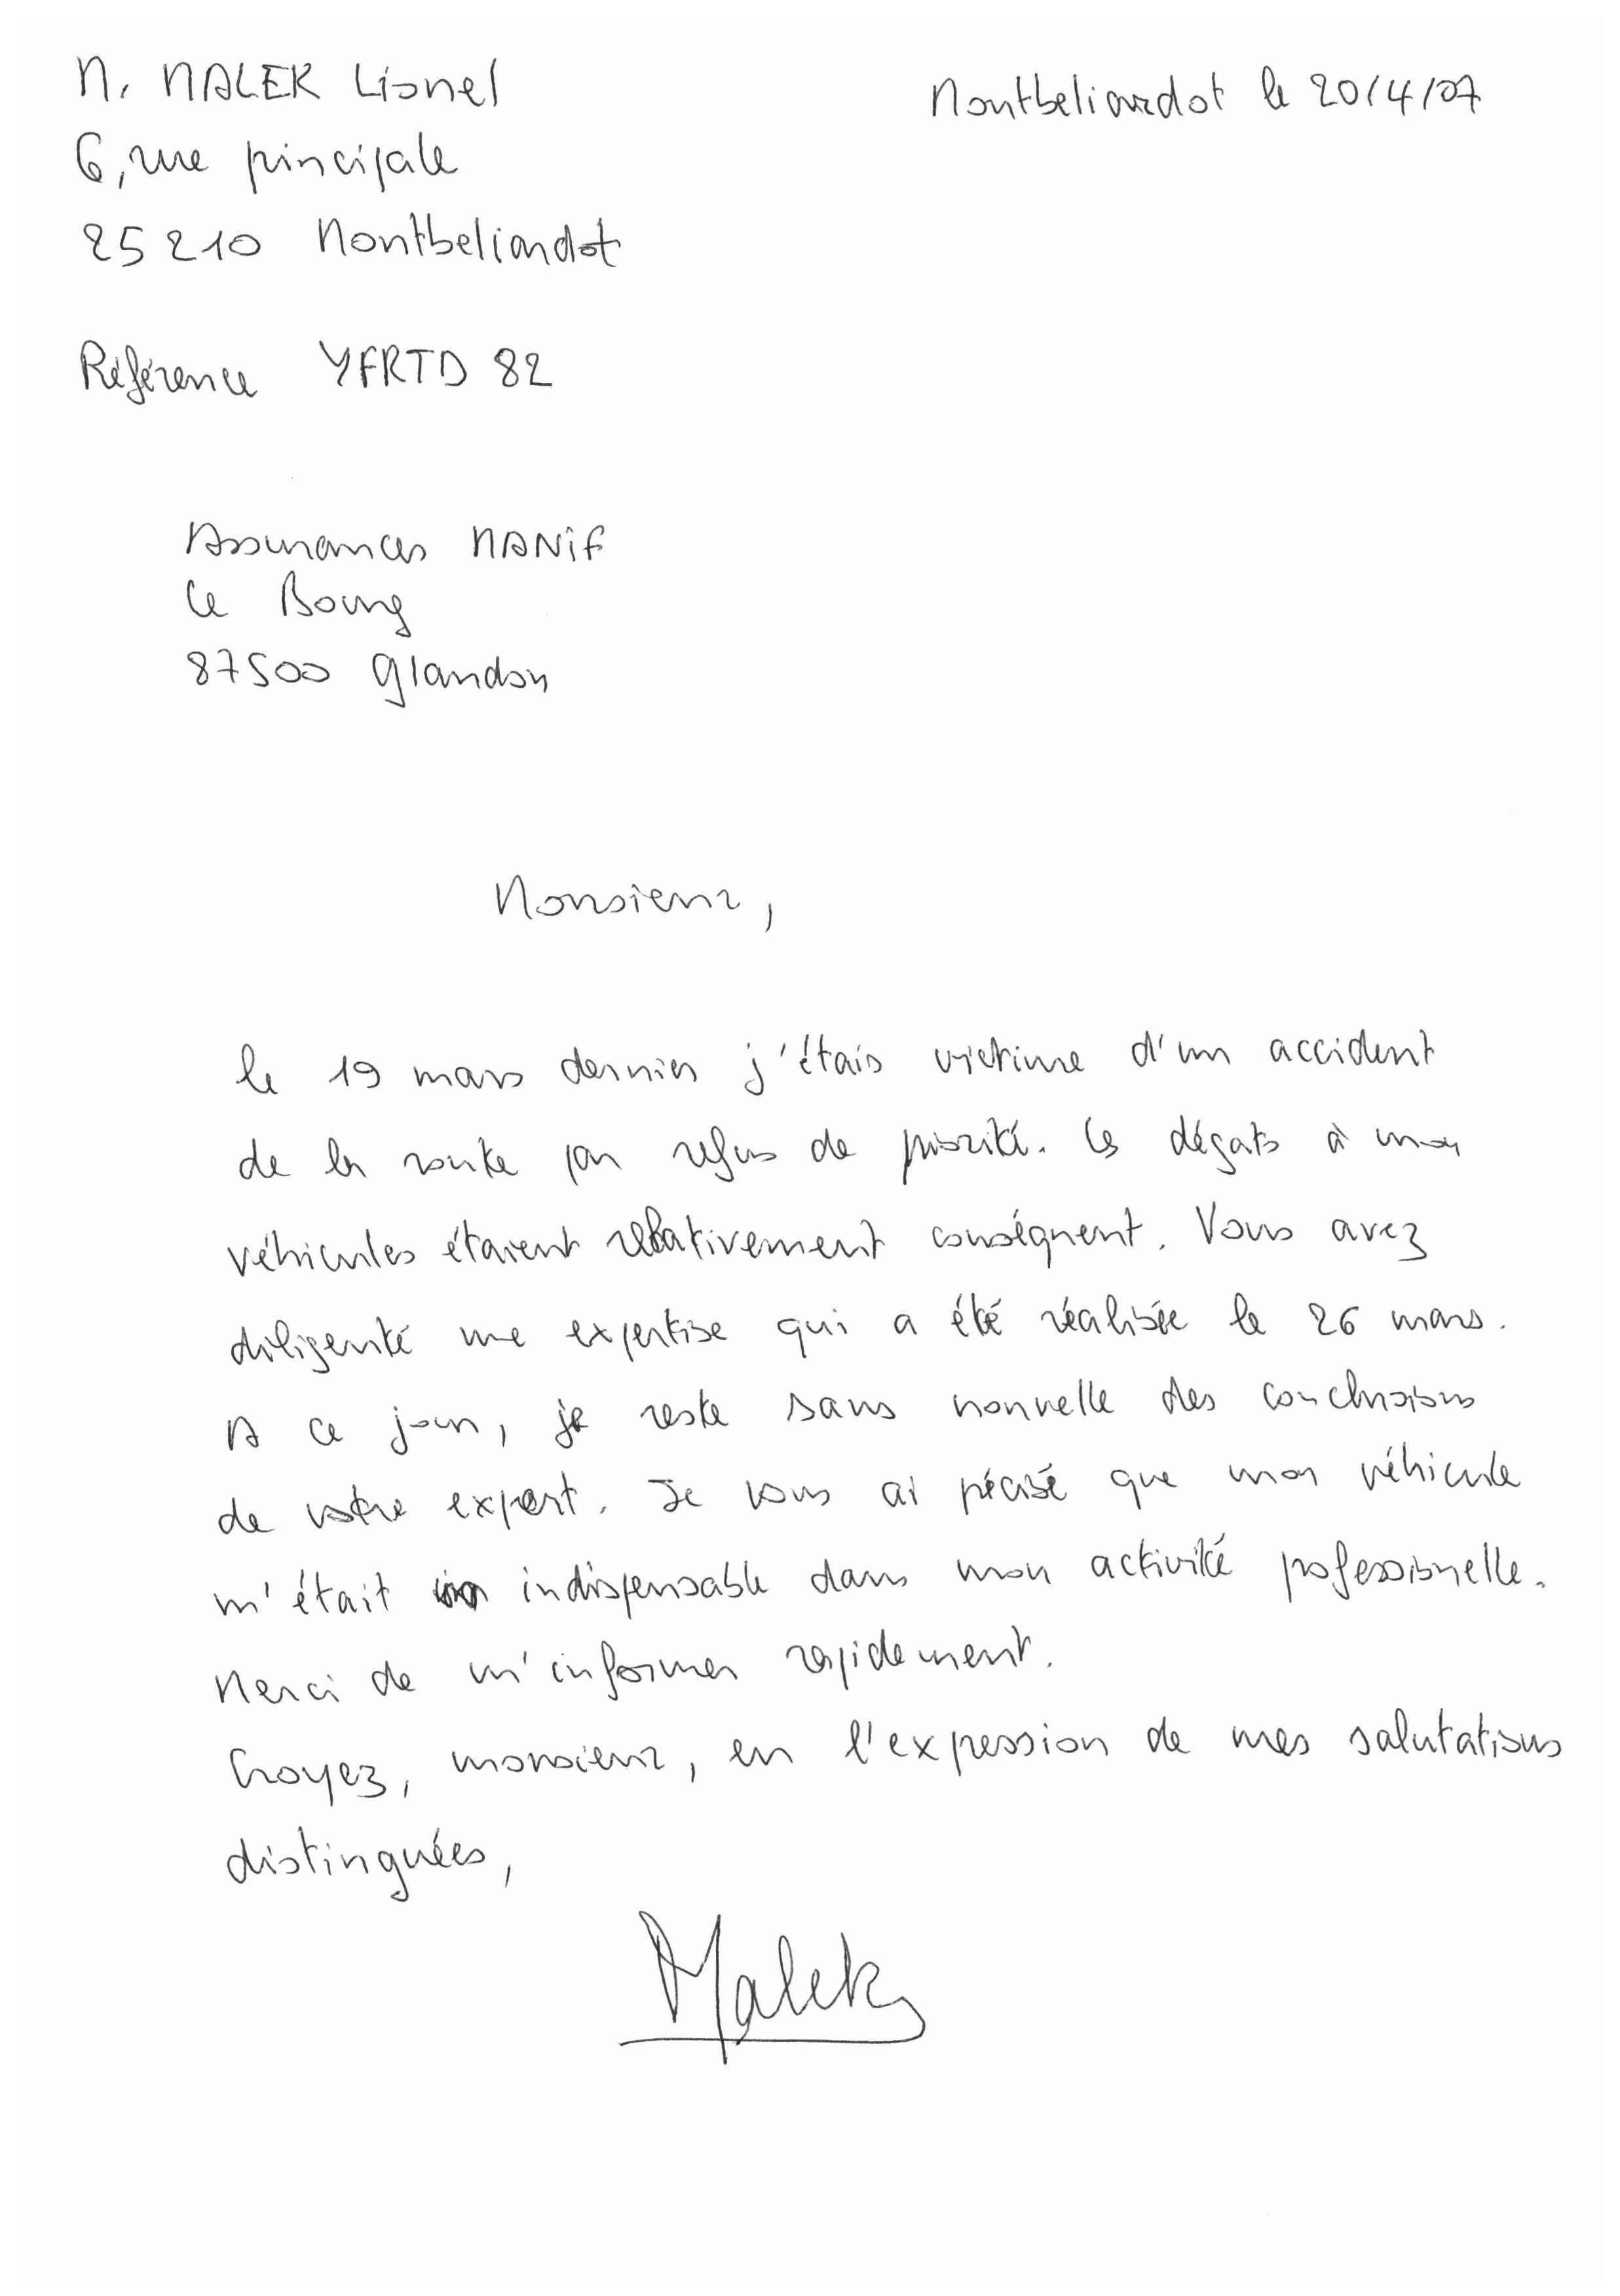 M. MALEK Lionel
Montbeliardot le 20/4/07
6, rue principale
25210 Montbeliardot
Référence YFRTD 82
Assurances MANIF
Le Bourg
87500 Glandon
Monsieur,
le 19 mars dernier j'étais victime d'un accident
de la route par refus de priorité. Les dégats à mon
véhicules étaient relativement conséquent. Vous avez
diligenté une expertise qui a été réalisée le 26 mars.
A ce jour, je reste sans nouvelle des conclusions
de votre expert. Je vous ai précisé que mon véhicule
m'était indispensable dans mon activité professionnelle.
Merci de m'informer rapidement.
Croyez, monsieur, en l'expression de mes salutations
distinguées,
Malek